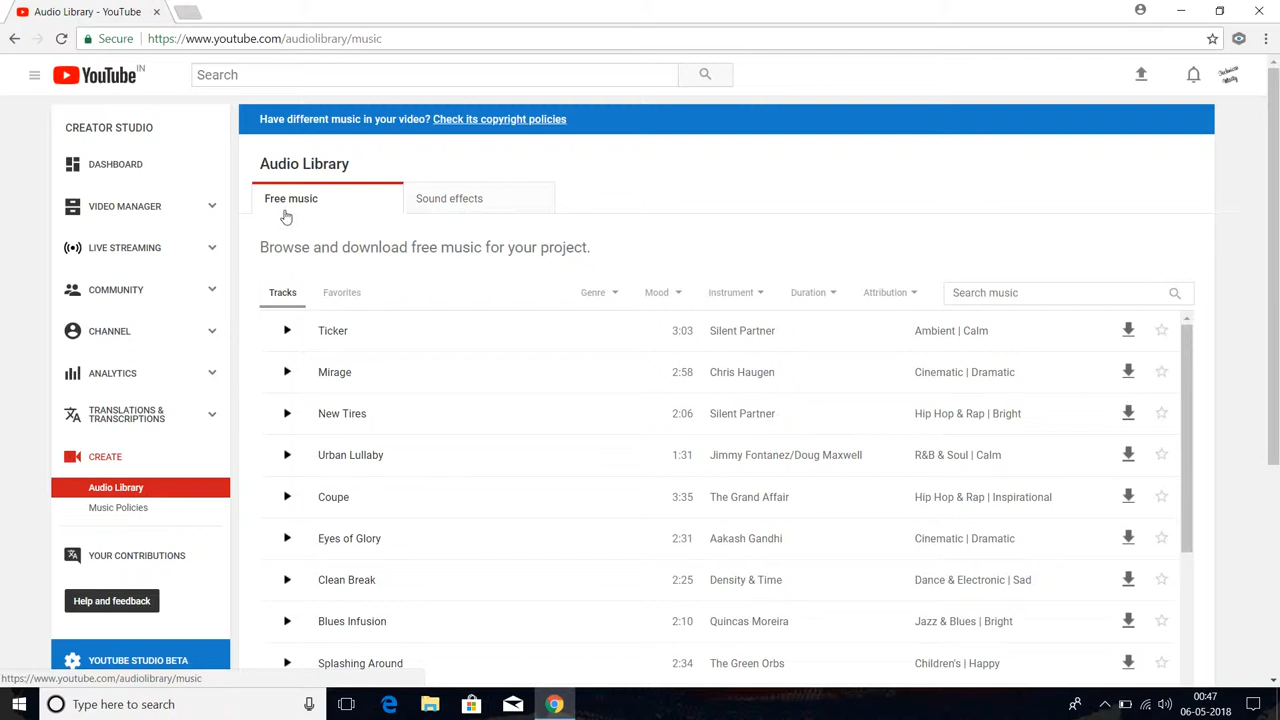 Audio Library - YouTube
Secure https://www.youtube.com/audiolibrary/music
YouTube IN
Search
CREATOR STUDIO
DASHBOARD
VIDEO MANAGER
LIVE STREAMING
COMMUNITY
CHANNEL
ANALYTICS
TRANSLATIONS &
TRANSCRIPTIONS
CREATE
Audio Library
Music Policies
YOUR CONTRIBUTIONS
Help and feedback
YOUTUBE STUDIO BETA
Have different music in your video? Check its copyright policies
Audio Library
Free music Sound effects
Browse and download free music for your project.
Tracks Favorites Genre Mood Instrument Duration Attribution Search music
Ticker 3:03 Silent Partner Ambient | Calm
Mirage 2:58 Chris Haugen Cinematic | Dramatic
New Tires 2:06 Silent Partner Hip Hop & Rap | Bright
Urban Lullaby 1:31 Jimmy Fontanez/Doug Maxwell R&B & Soul | Calm
Coupe 3:35 The Grand Affair Hip Hop & Rap | Inspirational
Eyes of Glory 2:31 Aakash Gandhi Cinematic | Dramatic
Clean Break 2:25 Density & Time Dance & Electronic | Sad
Blues Infusion 2:10 Quincas Moreira Jazz & Blues | Bright
Splashing Around 2:34 The Green Orbs Children's | Happy
https://www.youtube.com/audiolibrary/music
Type here to search
00:47
06-05-2018